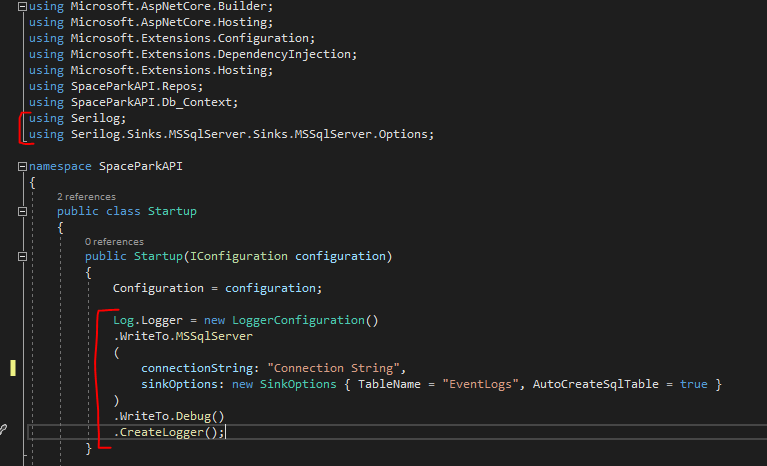 using Microsoft.AspNetCore.Builder;
using Microsoft.AspNetCore.Hosting;
using Microsoft.Extensions.Configuration;
using Microsoft.Extensions.DependencyInjection;
using Microsoft.Extensions.Hosting;
using SpaceParkAPI.Repos;
using SpaceParkAPI.Db_Context;
using Serilog;
using Serilog.Sinks.MSSqlServer.Sinks.MSSqlServer.Options;
namespace SpaceParkAPI
{
2 references
public class Startup
{
0 references
public Startup(IConfiguration configuration)
{
Configuration = configuration;
Log.Logger = new LoggerConfiguration()
.WriteTo.MSSqlServer
(
connectionString: "Connection String",
sinkOptions: new SinkOptions { TableName = "EventLogs", AutoCreateSqlTable = true }
)
.WriteTo.Debug()
.CreateLogger();
}